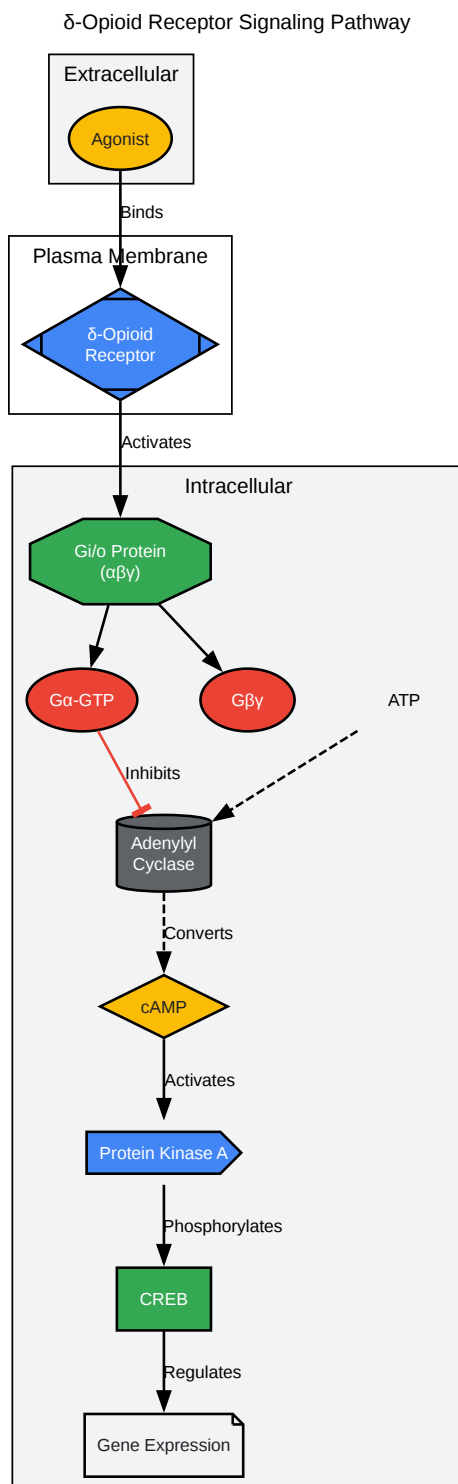 δ-Opioid Receptor Signaling Pathway
Extracellular
Agonist
Binds
Plasma Membrane
δ-Opioid
Receptor
Activates
Intracellular
Gi/o Protein
(αβγ)
Gα-GTP
Gβγ
ATP
Inhibits
Adenylyl
Cyclase
Converts
cAMP
Activates
Protein Kinase A
Phosphorylates
CREB
Regulates
Gene Expression